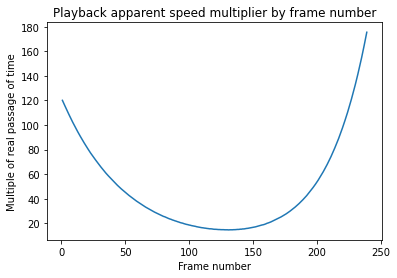 Playback apparent speed multiplier by frame number
Multiple of real passage of time
180
160
140
120
100
80
60
40
20
0 50 100 150 200 250
Frame number